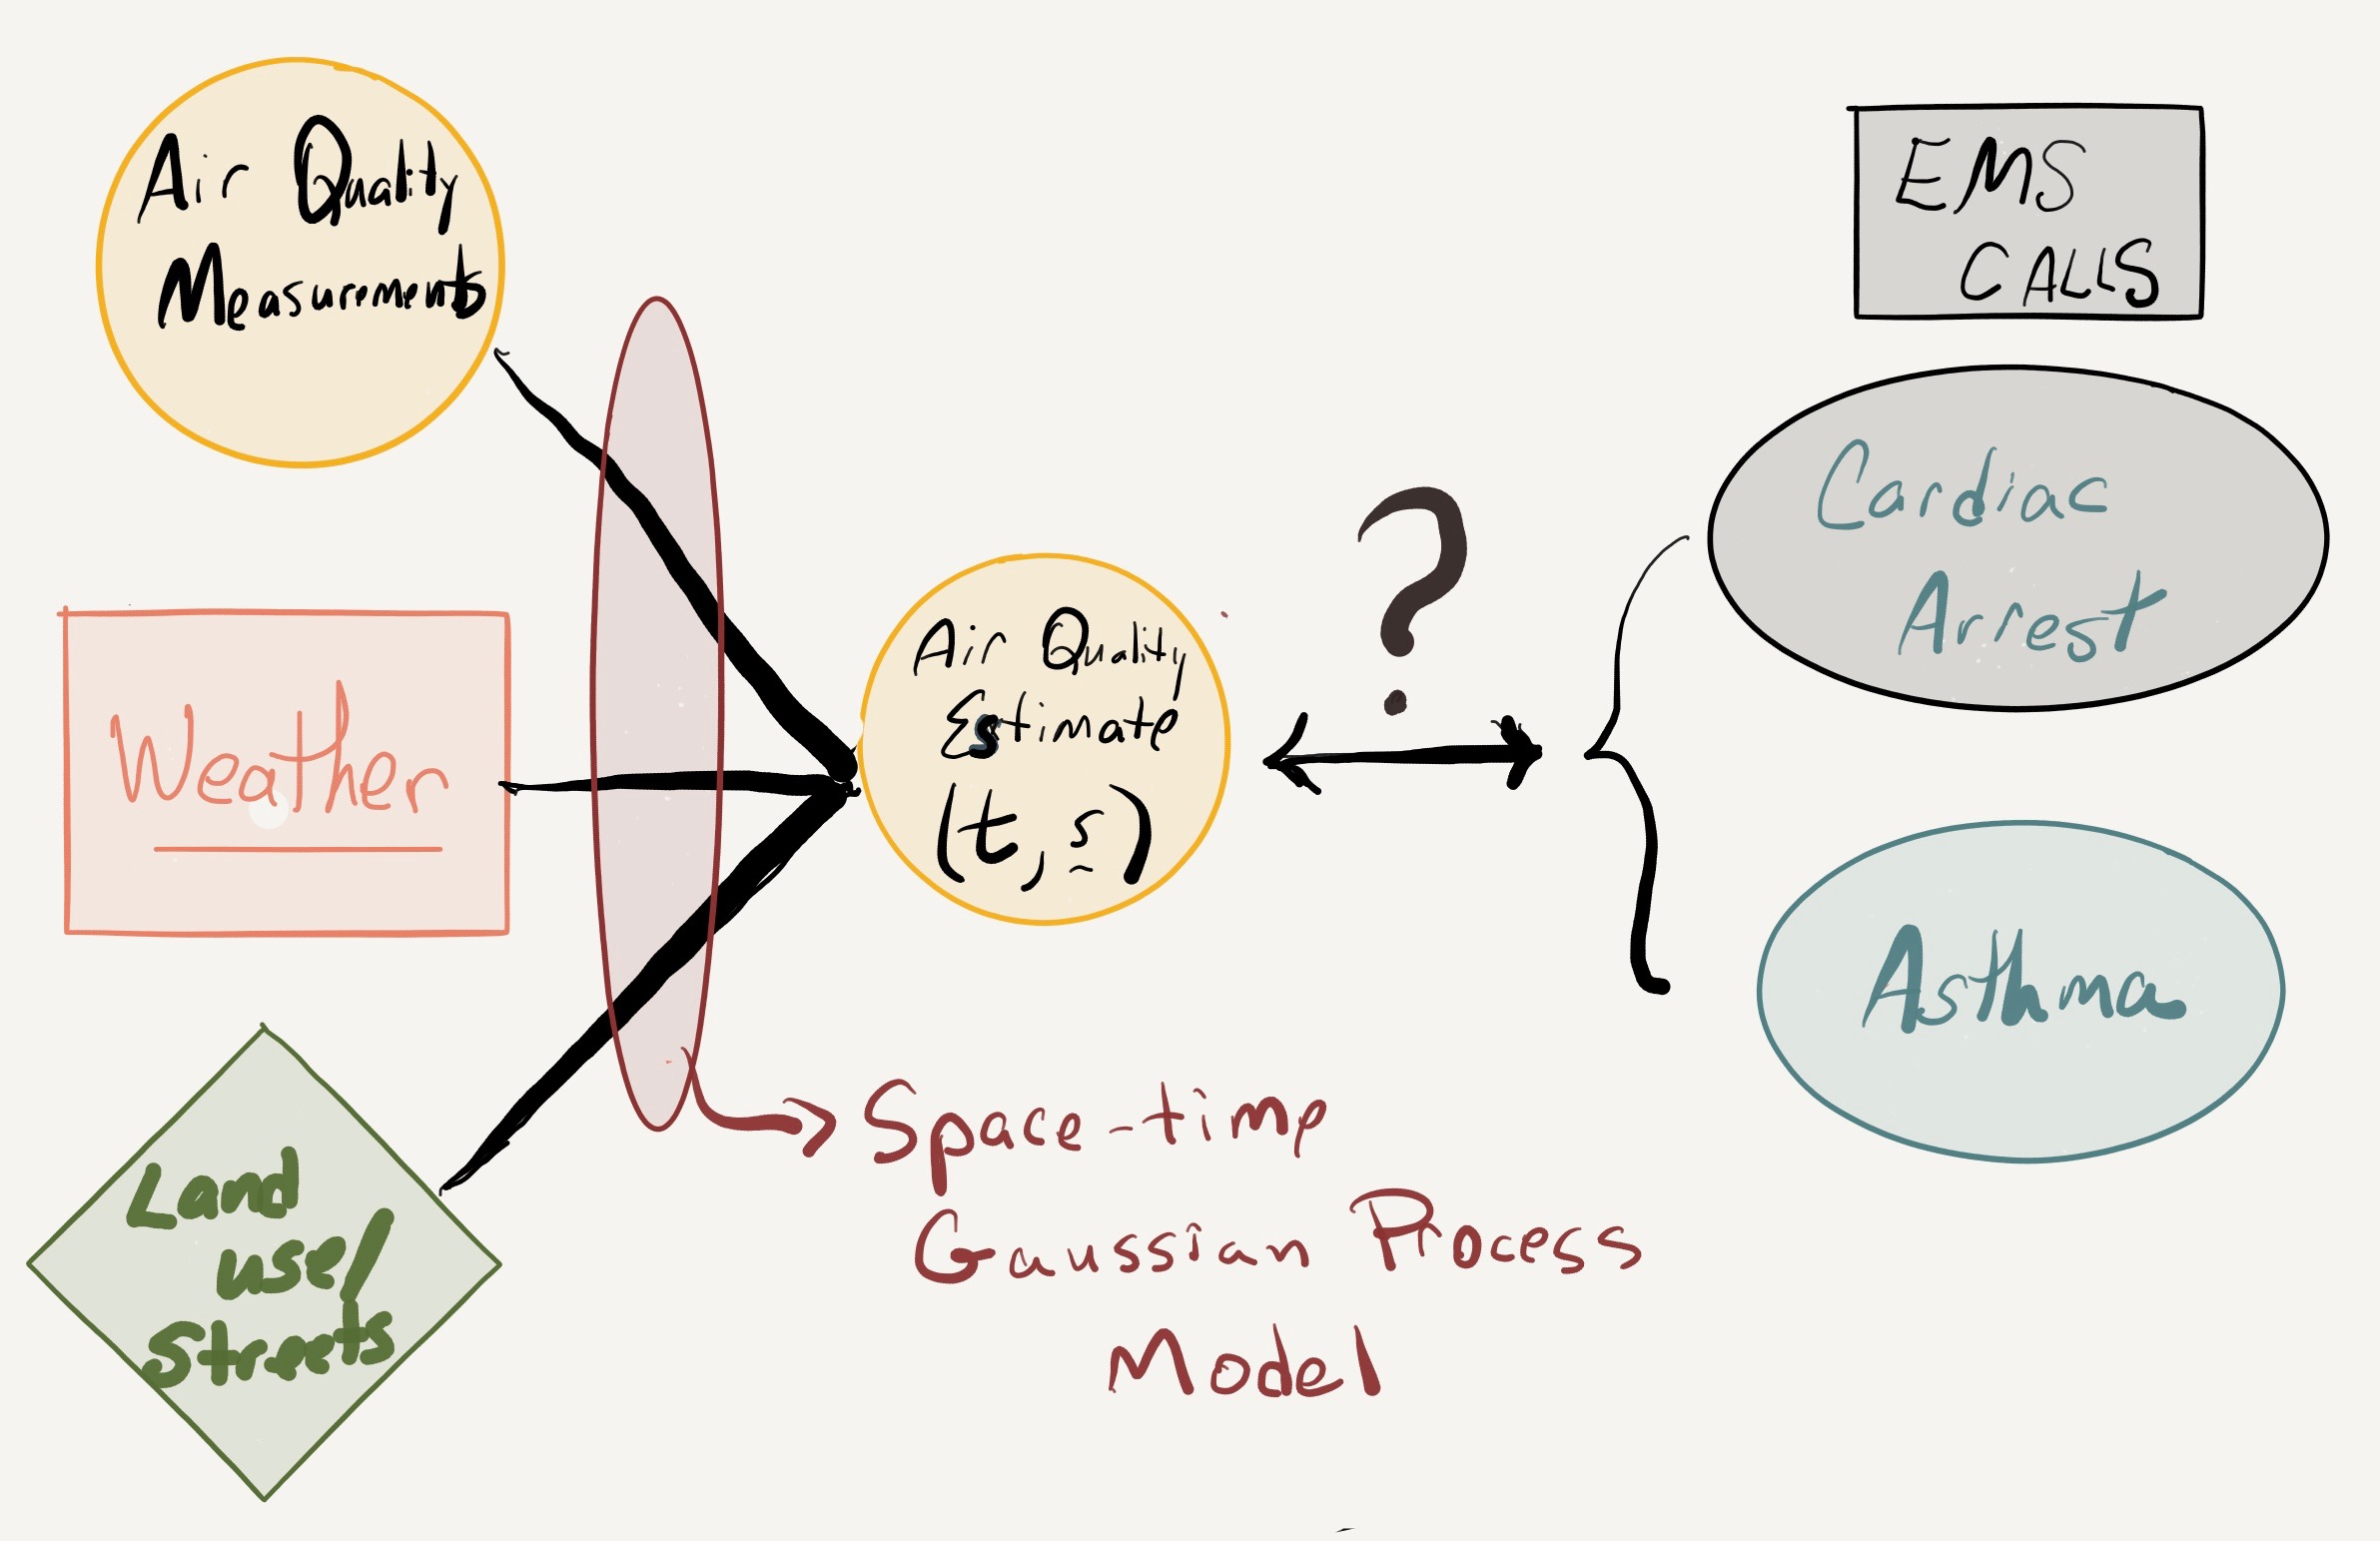 Air Quality
Measurements
Weather
Land
use/
Streets
Air Quality
Estimate
(t, s)
?
Space-time
Gaussian Process
Model
EMS
CALLS
Cardiac
Arrest
Asthma